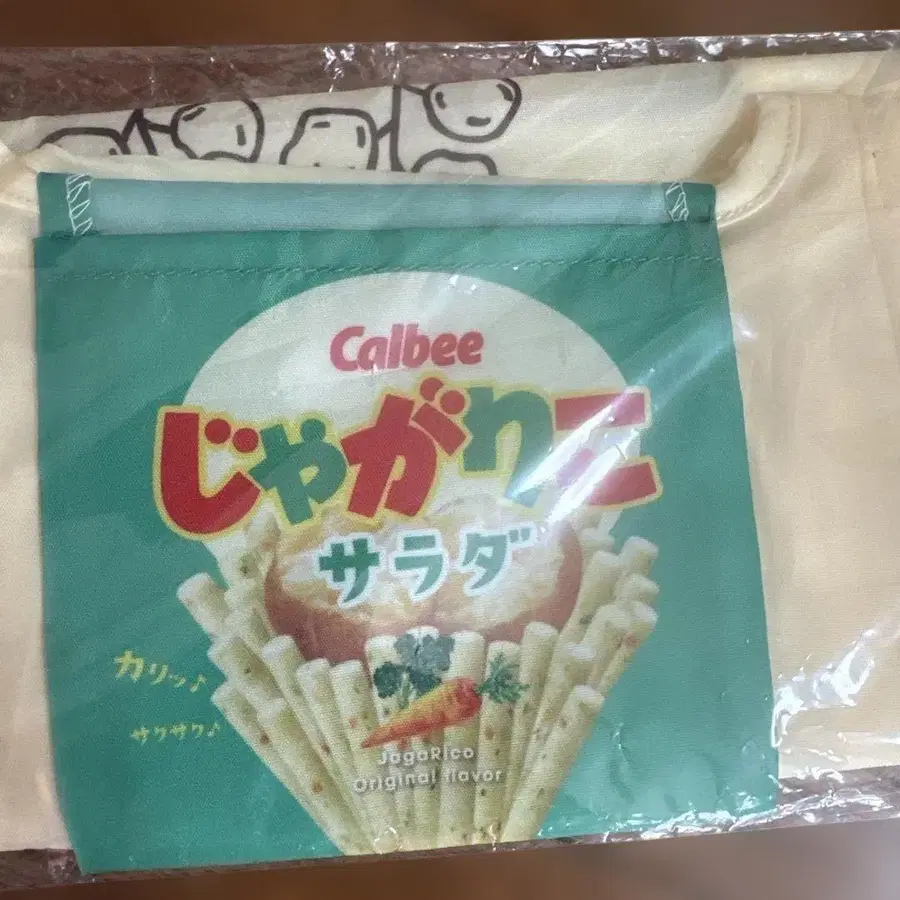 Calbee
じゃがりこ
サラダ
カリッ♪
サクサク♪
JagaRico
Original flavor